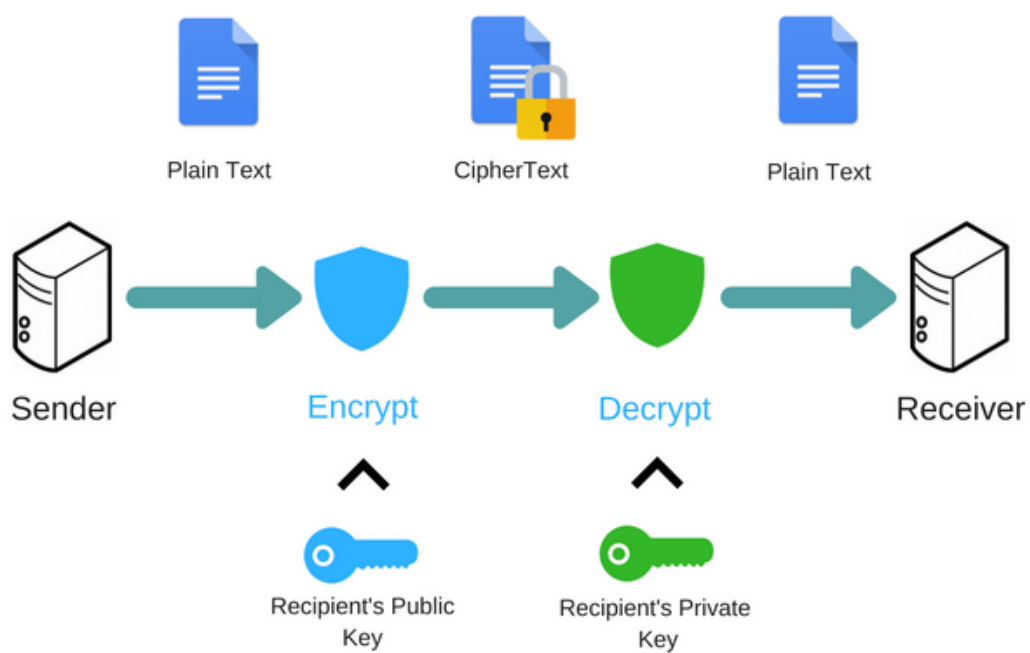 Plain Text
CipherText
Plain Text
Sender
Encrypt
Decrypt
Receiver
Recipient's Public
Key
Recipient's Private
Key